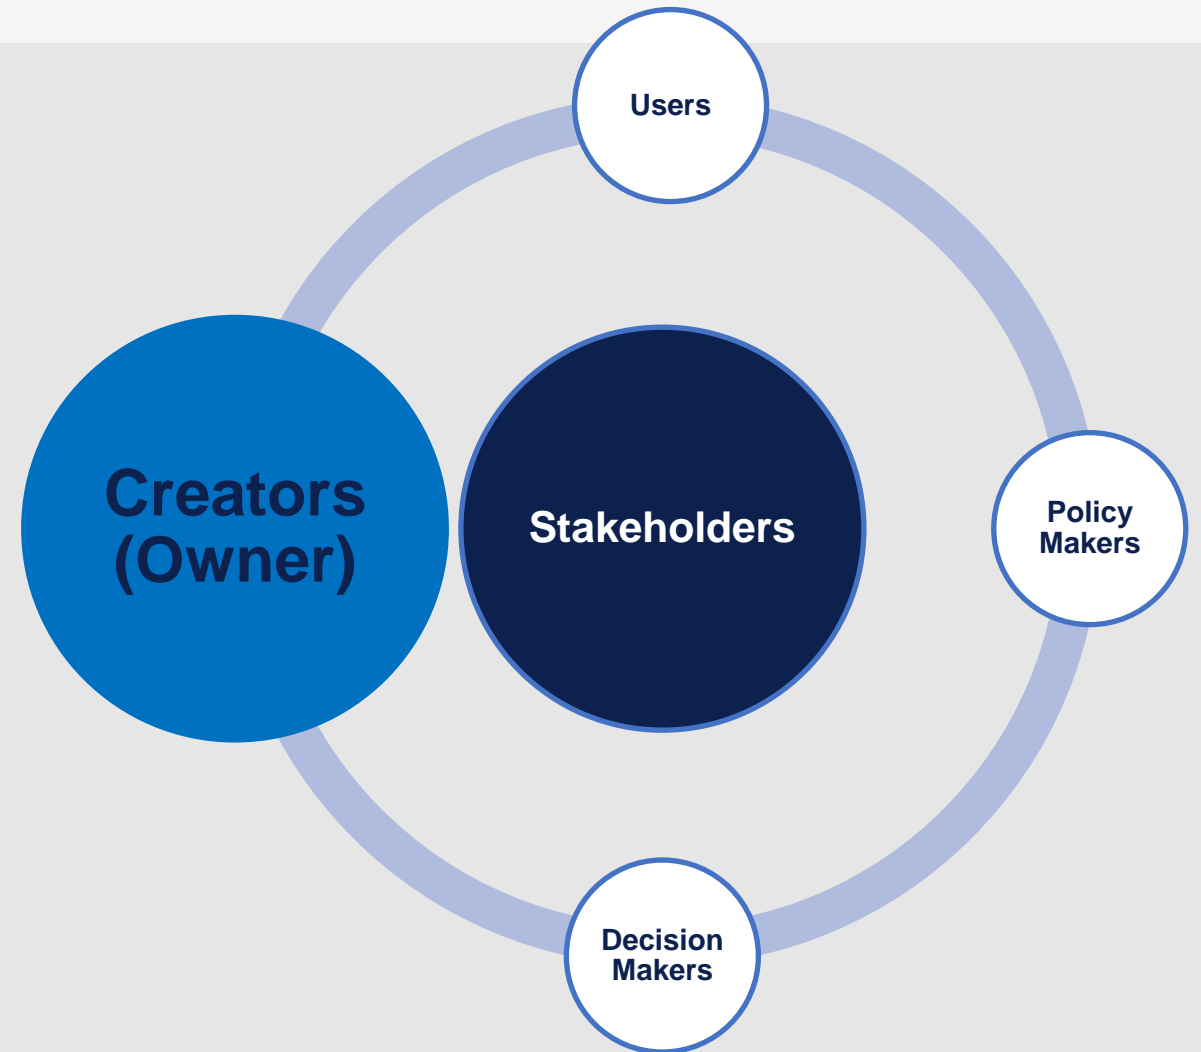 Users
Creators
(Owner)
Stakeholders
Policy
Makers
Decision
Makers